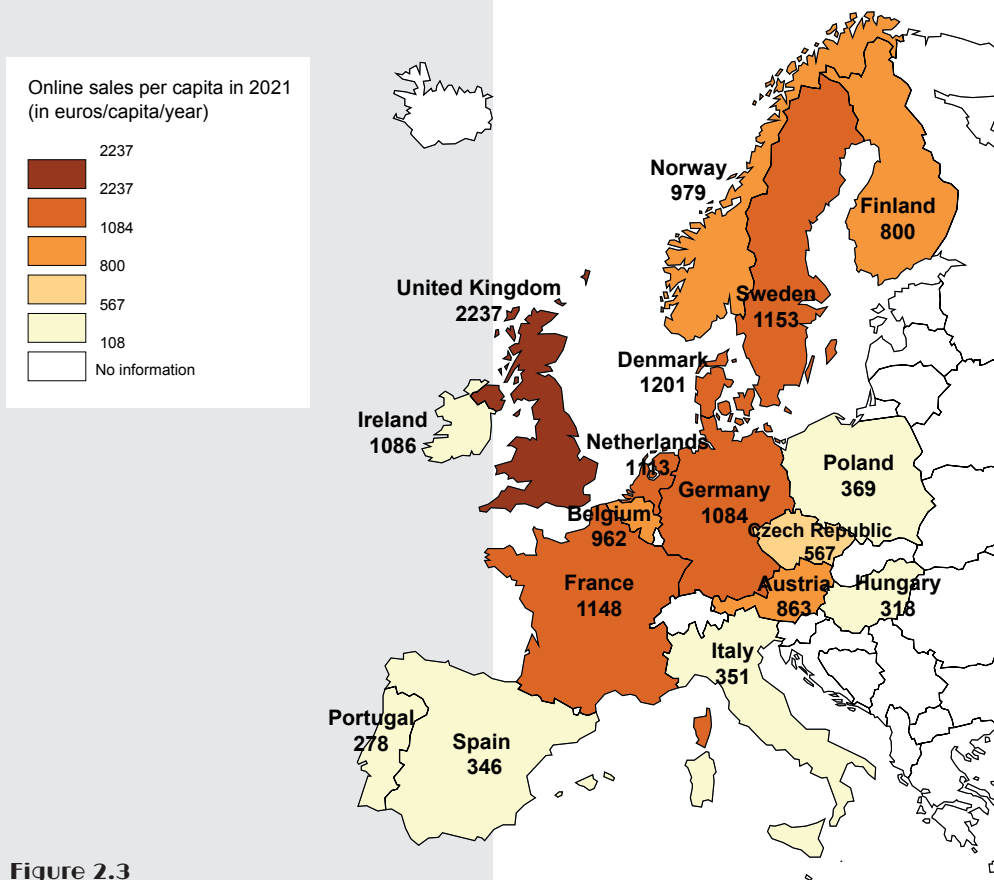 Online sales per capita in 2021
(in euros/capita/year)
2237
2237
1084
800
567
108
No information
Norway
979
Finland
800
United Kingdom
2237
Sweden
1153
Denmark
1201
Ireland
1086
Netherlands
1113
Poland
369
Germany
1084
Belgium
962
Czech Republic
567
France
1148
Austria
863
Hungary
318
Italy
351
Portugal
278
Spain
346
Figure 2.3